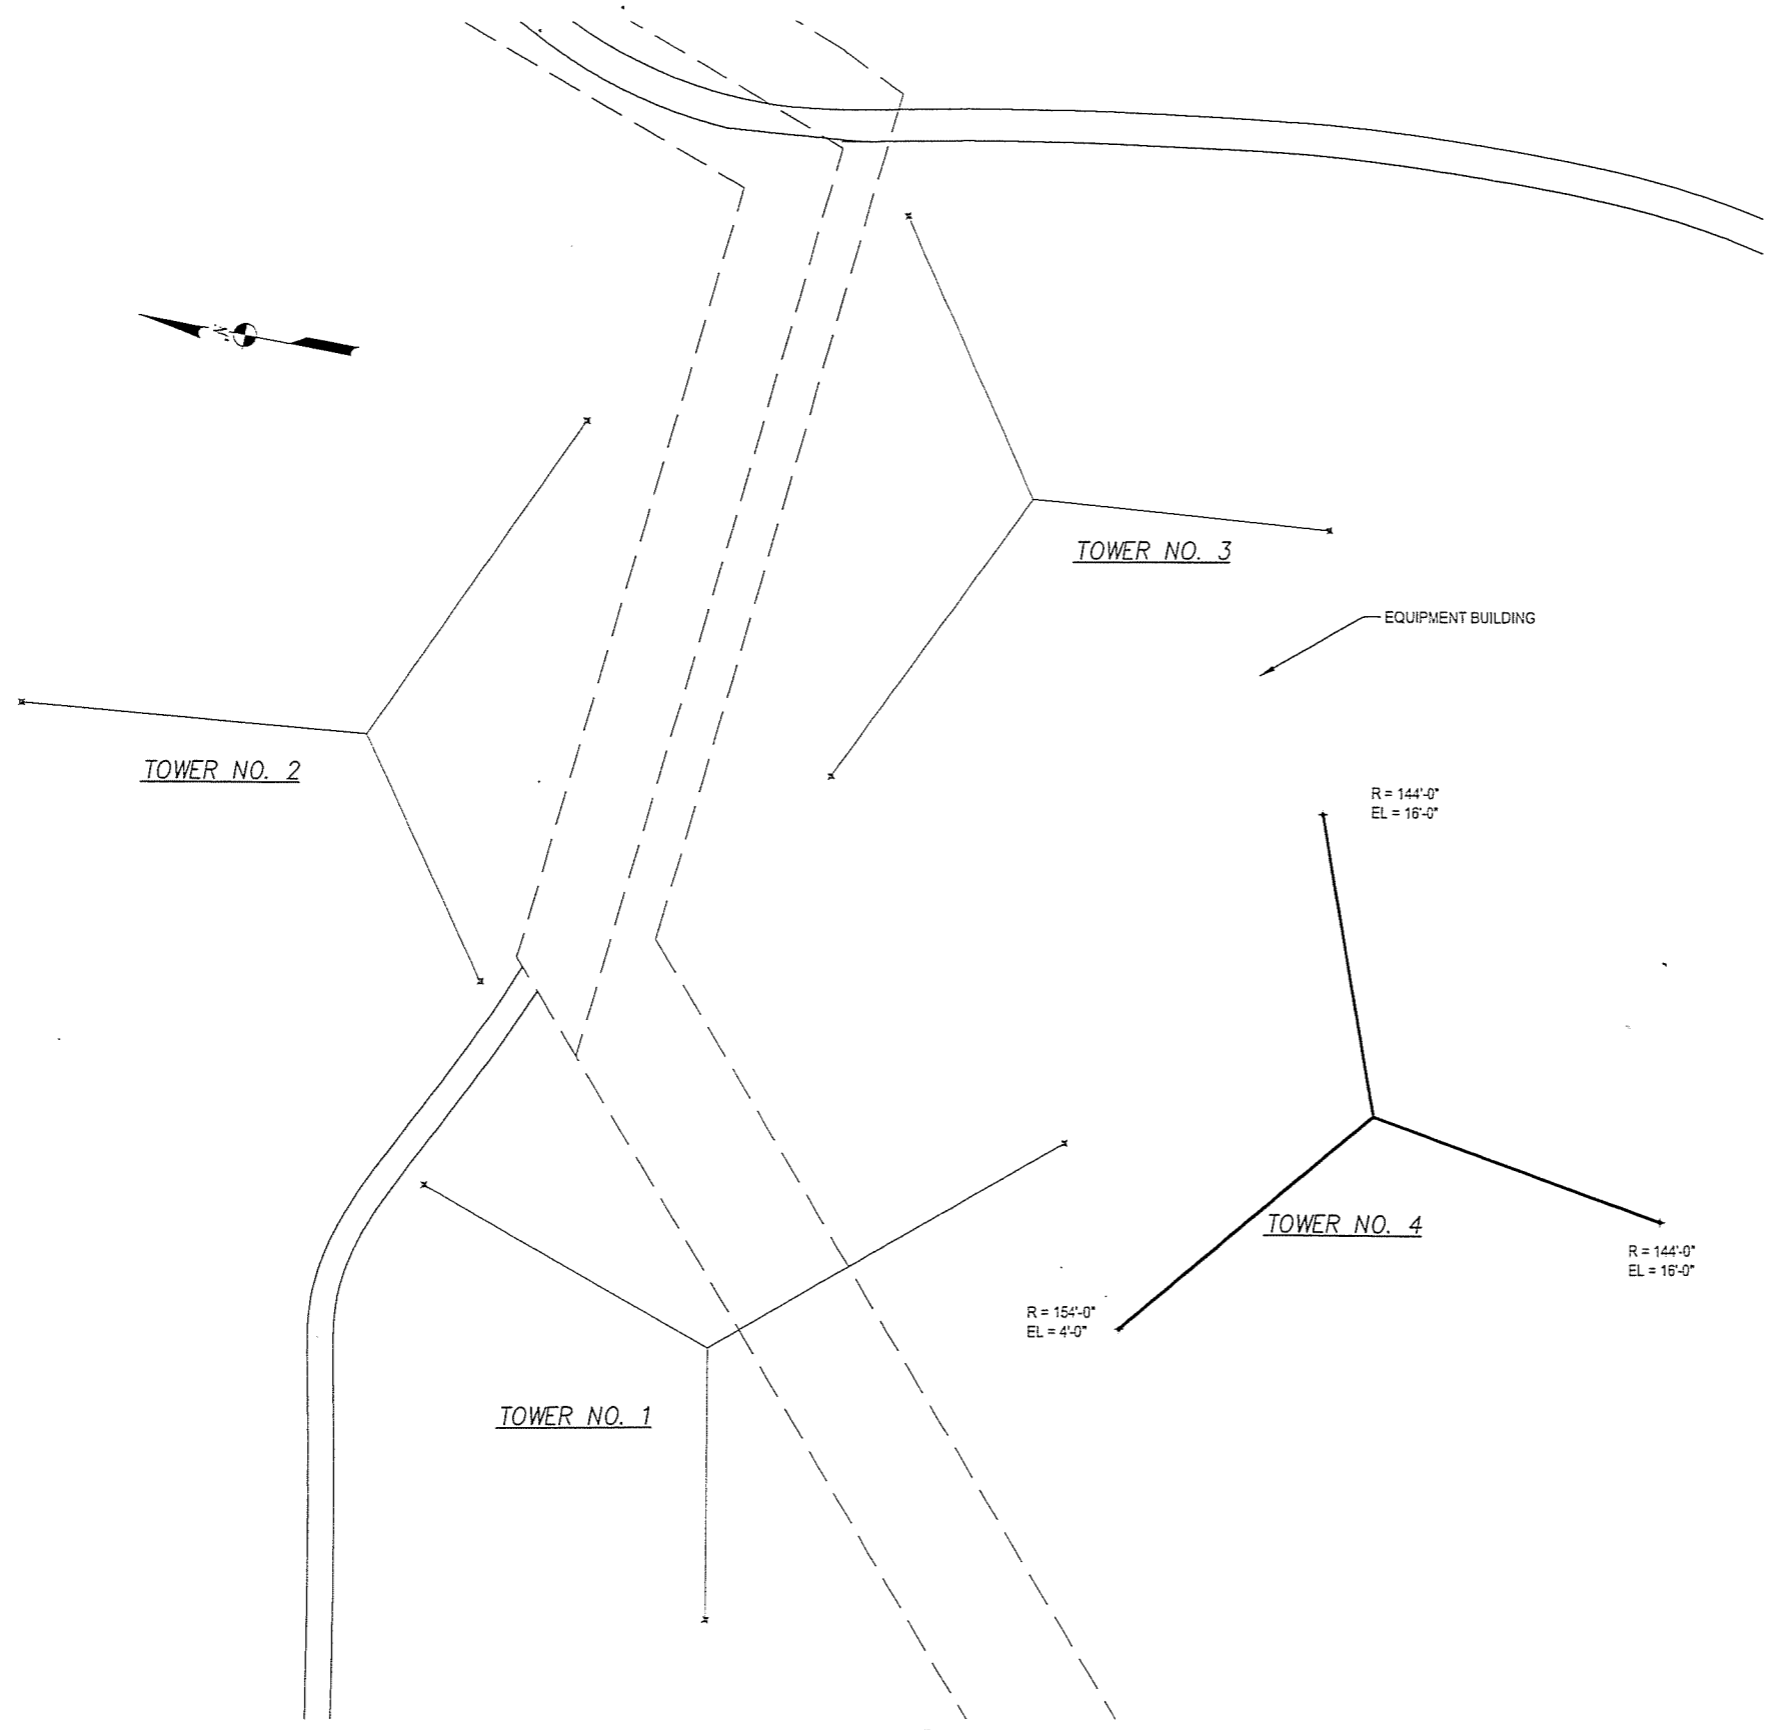 N
TOWER NO. 3
EQUIPMENT BUILDING
TOWER NO. 2
R = 144'-0"
EL = 16'-0"
TOWER NO. 4
R = 144'-0"
EL = 16'-0"
R = 154'-0"
EL = 4'-0"
TOWER NO. 1